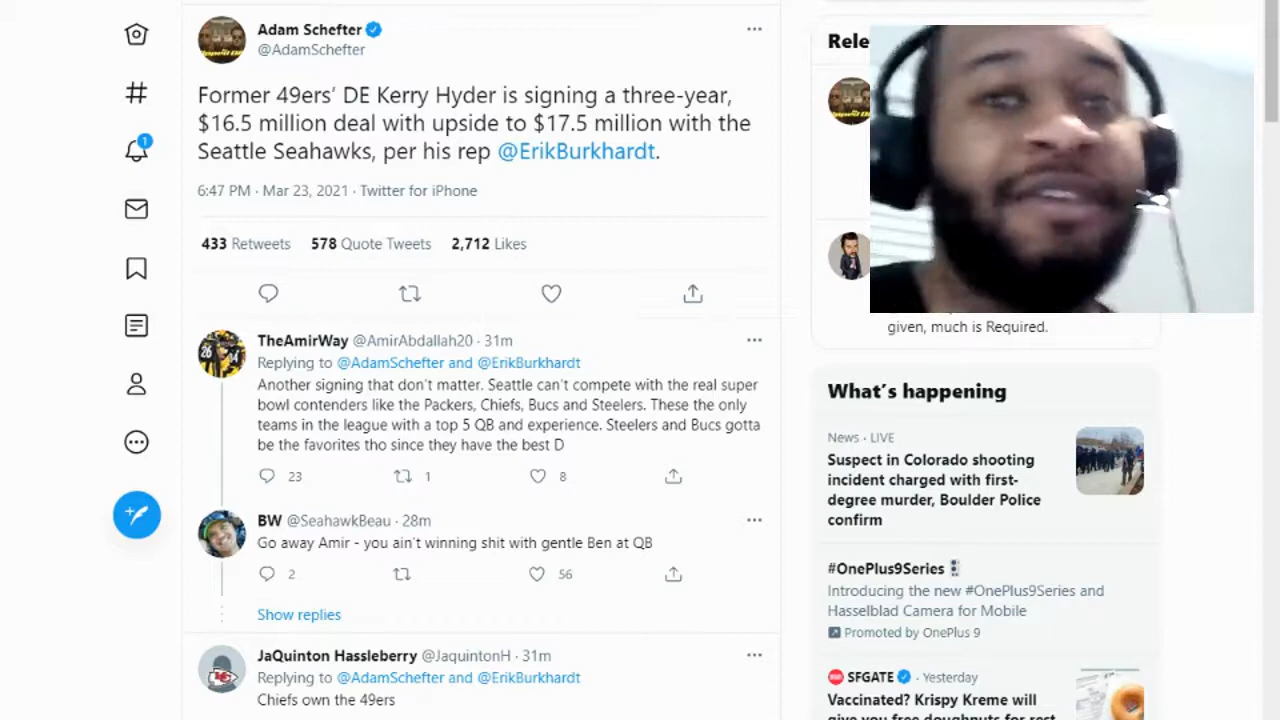 Adam Schefter
@AdamSchefter
Former 49ers' DE Kerry Hyder is signing a three-year,
$16.5 million deal with upside to $17.5 million with the
Seattle Seahawks, per his rep @ErikBurkhardt.
6:47 PM · Mar 23, 2021 · Twitter for iPhone
433 Retweets 578 Quote Tweets 2,712 Likes
TheAmirWay @AmirAbdallah20 · 31m
Replying to @AdamSchefter and @ErikBurkhardt
Another signing that don't matter. Seattle can't compete with the real super
bowl contenders like the Packers, Chiefs, Bucs and Steelers. These the only
teams in the league with a top 5 QB and experience. Steelers and Bucs gotta
be the favorites tho since they have the best D
23 1 8
BW @SeahawkBeau · 28m
Go away Amir - you ain't winning shit with gentle Ben at QB
2 56
Show replies
JaQuinton Hassleberry @JaquintonH · 31m
Replying to @AdamSchefter and @ErikBurkhardt
Chiefs own the 49ers
1
Rele
given, much is Required.
What's happening
News · LIVE
Suspect in Colorado shooting
incident charged with first-
degree murder, Boulder Police
confirm
#OnePlus9Series
Introducing the new #OnePlus9Series and
Hasselblad Camera for Mobile
Promoted by OnePlus 9
SFGATE · Yesterday
Vaccinated? Krispy Kreme will
give you free doughnuts for rest